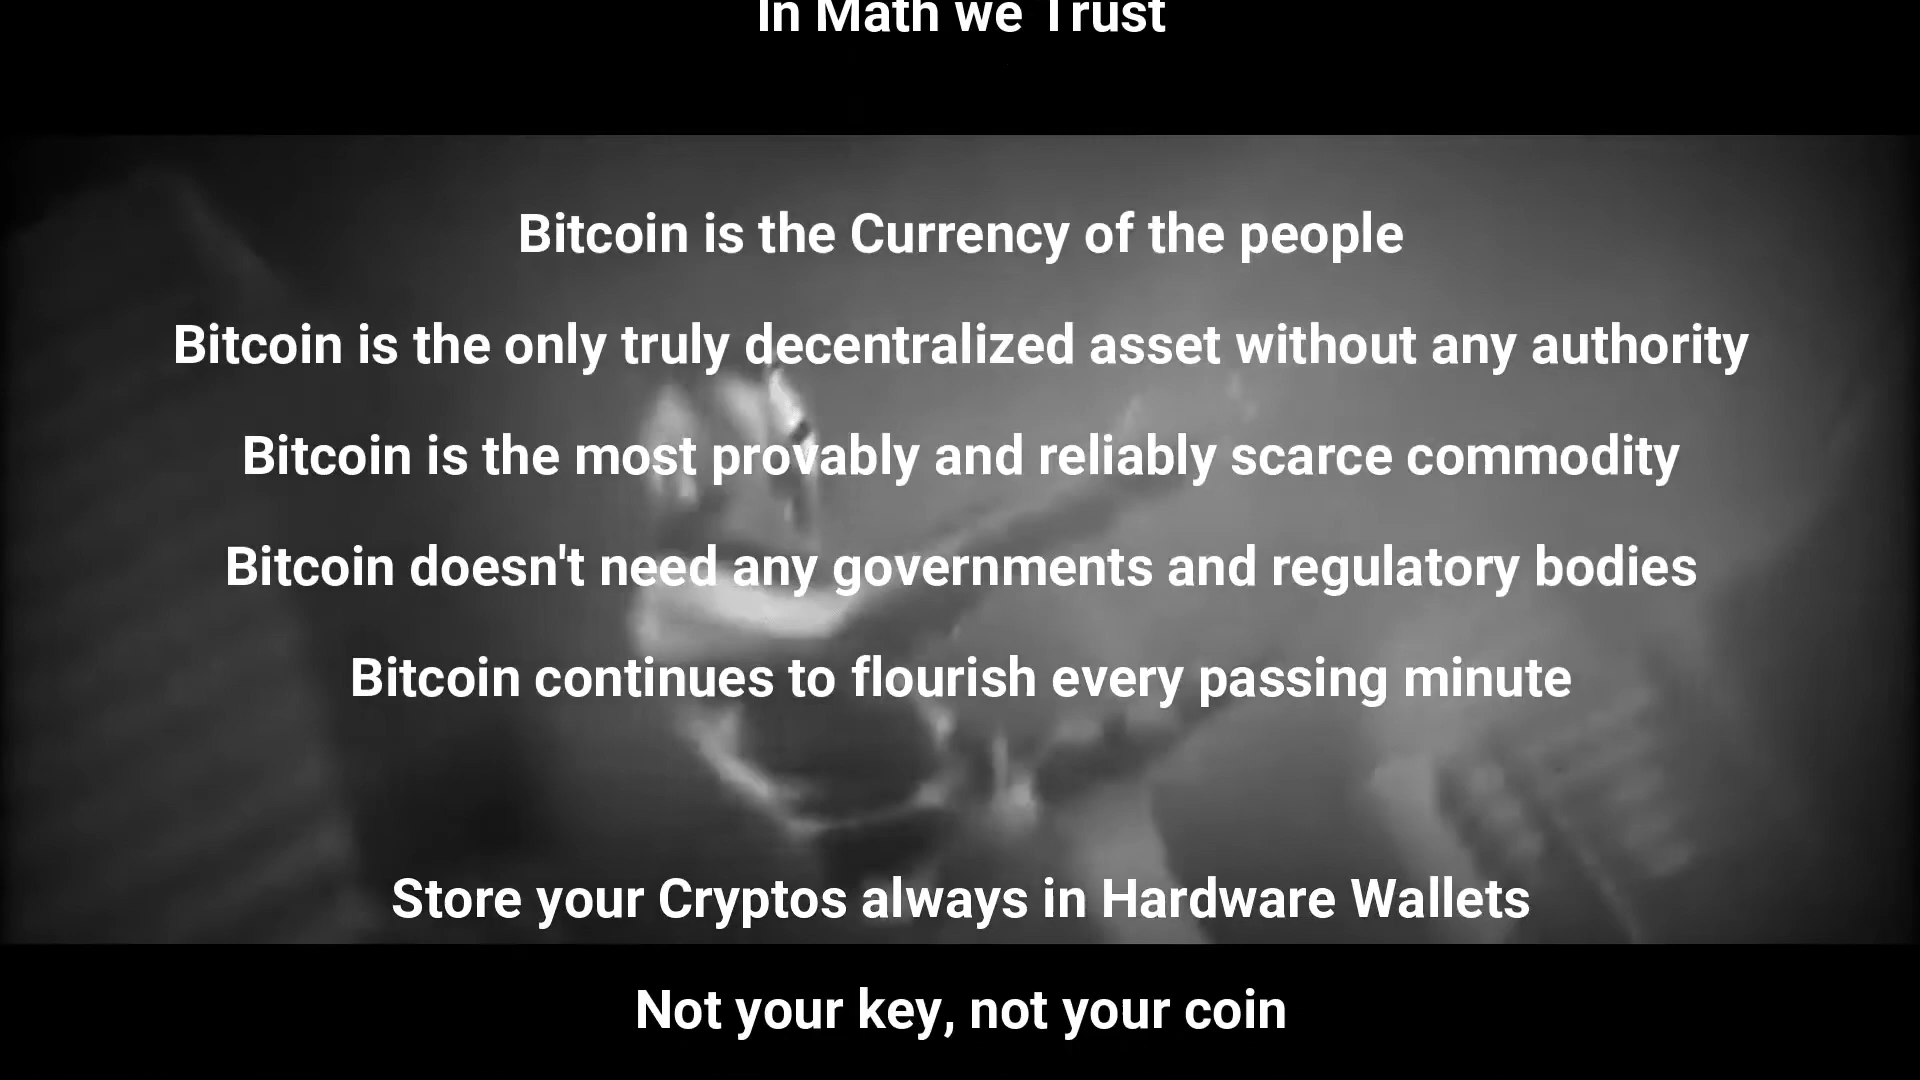 In Math we Trust
Bitcoin is the Currency of the people
Bitcoin is the only truly decentralized asset without any authority
Bitcoin is the most provably and reliably scarce commodity
Bitcoin doesn't need any governments and regulatory bodies
Bitcoin continues to flourish every passing minute
Store your Cryptos always in Hardware Wallets
Not your key, not your coin